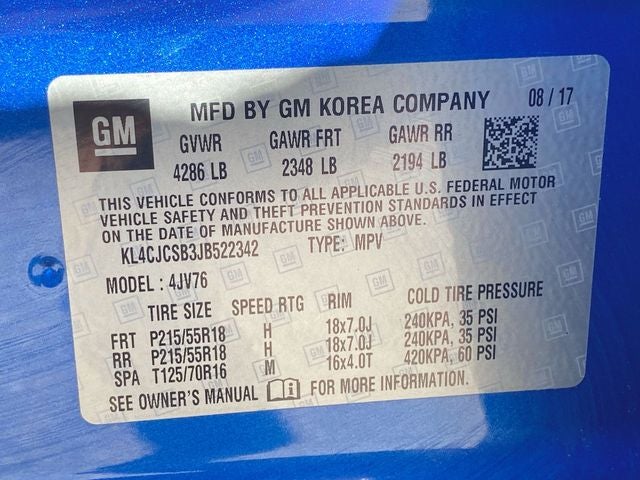 GM
MFD BY GM KOREA COMPANY 08 / 17
GVWR GAWR FRT GAWR RR
4286 LB 2348 LB 2194 LB
THIS VEHICLE CONFORMS TO ALL APPLICABLE U.S. FEDERAL MOTOR
VEHICLE SAFETY AND THEFT PREVENTION STANDARDS IN EFFECT
ON THE DATE OF MANUFACTURE SHOWN ABOVE.
KL4CJCSB3JB522342 TYPE: MPV
MODEL : 4JV76
TIRE SIZE SPEED RTG RIM COLD TIRE PRESSURE
FRT P215/55R18 H 18x7.0J 240KPA, 35 PSI
RR P215/55R18 H 18x7.0J 240KPA, 35 PSI
SPA T125/70R16 M 16x4.0T 420KPA, 60 PSI
SEE OWNER'S MANUAL FOR MORE INFORMATION.